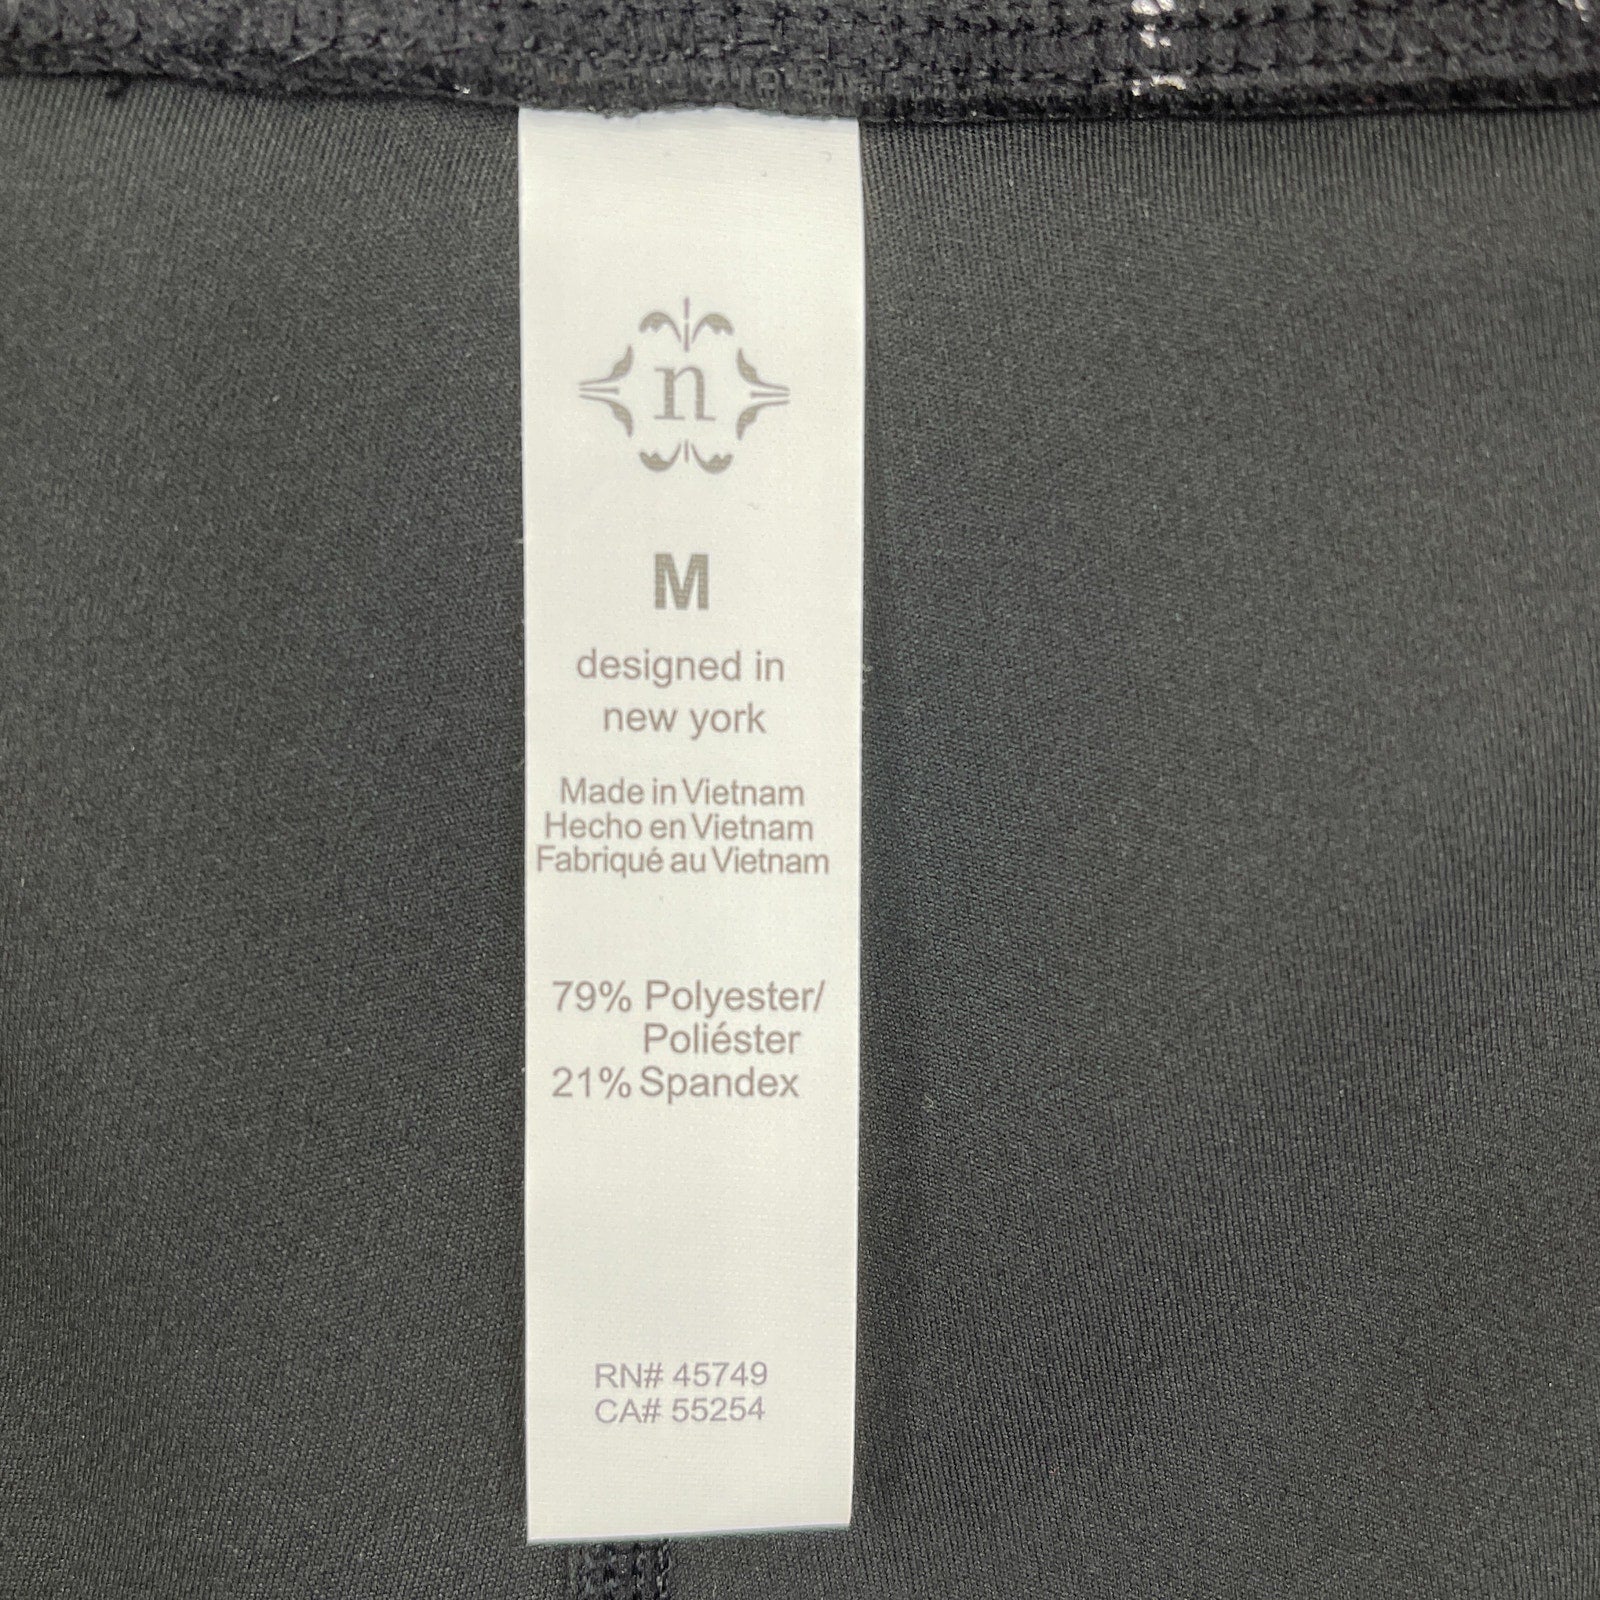 n
M
designed in
new york
Made in Vietnam
Hecho en Vietnam
Fabriqué au Vietnam
79% Polyester/
Poliéster
21% Spandex
RN# 45749
CA# 55254